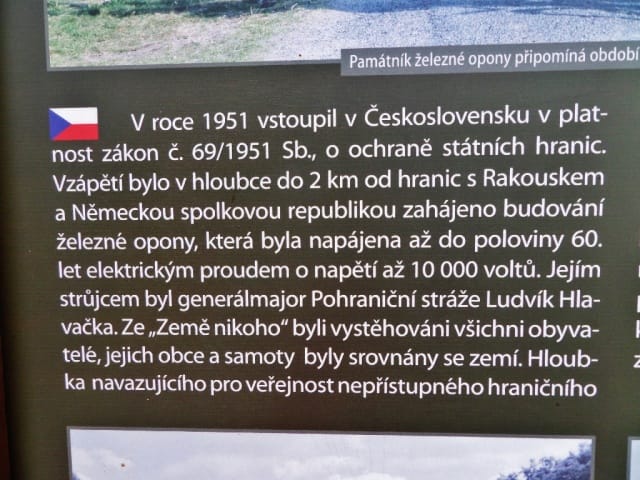 Památník železné opony připomíná období
V roce 1951 vstoupil v Československu v plat-
nost zákon č. 69/1951 Sb., o ochraně státních hranic.
Vzápětí bylo v hloubce do 2 km od hranic s Rakouskem
a Německou spolkovou republikou zahájeno budování
železné opony, která byla napájena až do poloviny 60.
let elektrickým proudem o napětí až 10 000 voltů. Jejím
strůjcem byl generálmajor Pohraniční stráže Ludvík Hla-
vačka. Ze „Země nikoho“ byli vystěhováni všichni obyva-
telé, jejich obce a samoty byly srovnány se zemí. Hloub-
ka navazujícího pro veřejnost nepřístupného hraničního